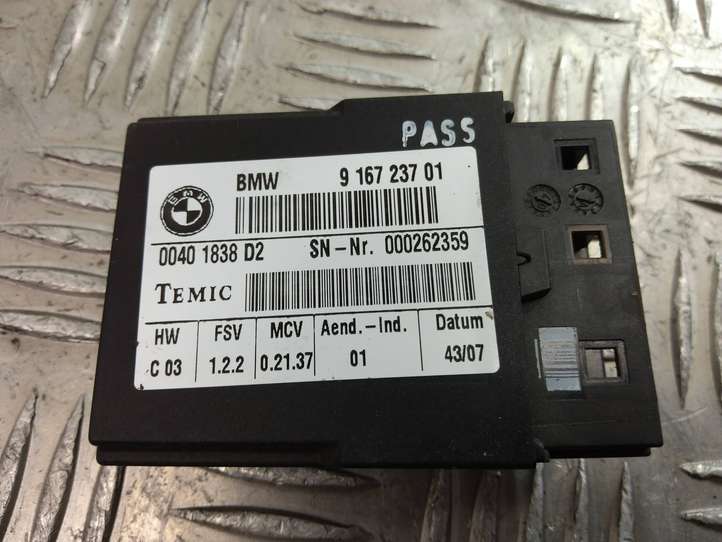 PASS
BMW
BMW 9 167 237 01
0040 1838 D2 SN-Nr. 000262359
TEMIC
HW FSV MCV Aend.-Ind. Datum
C 03 1.2.2 0.21.37 01 43/07